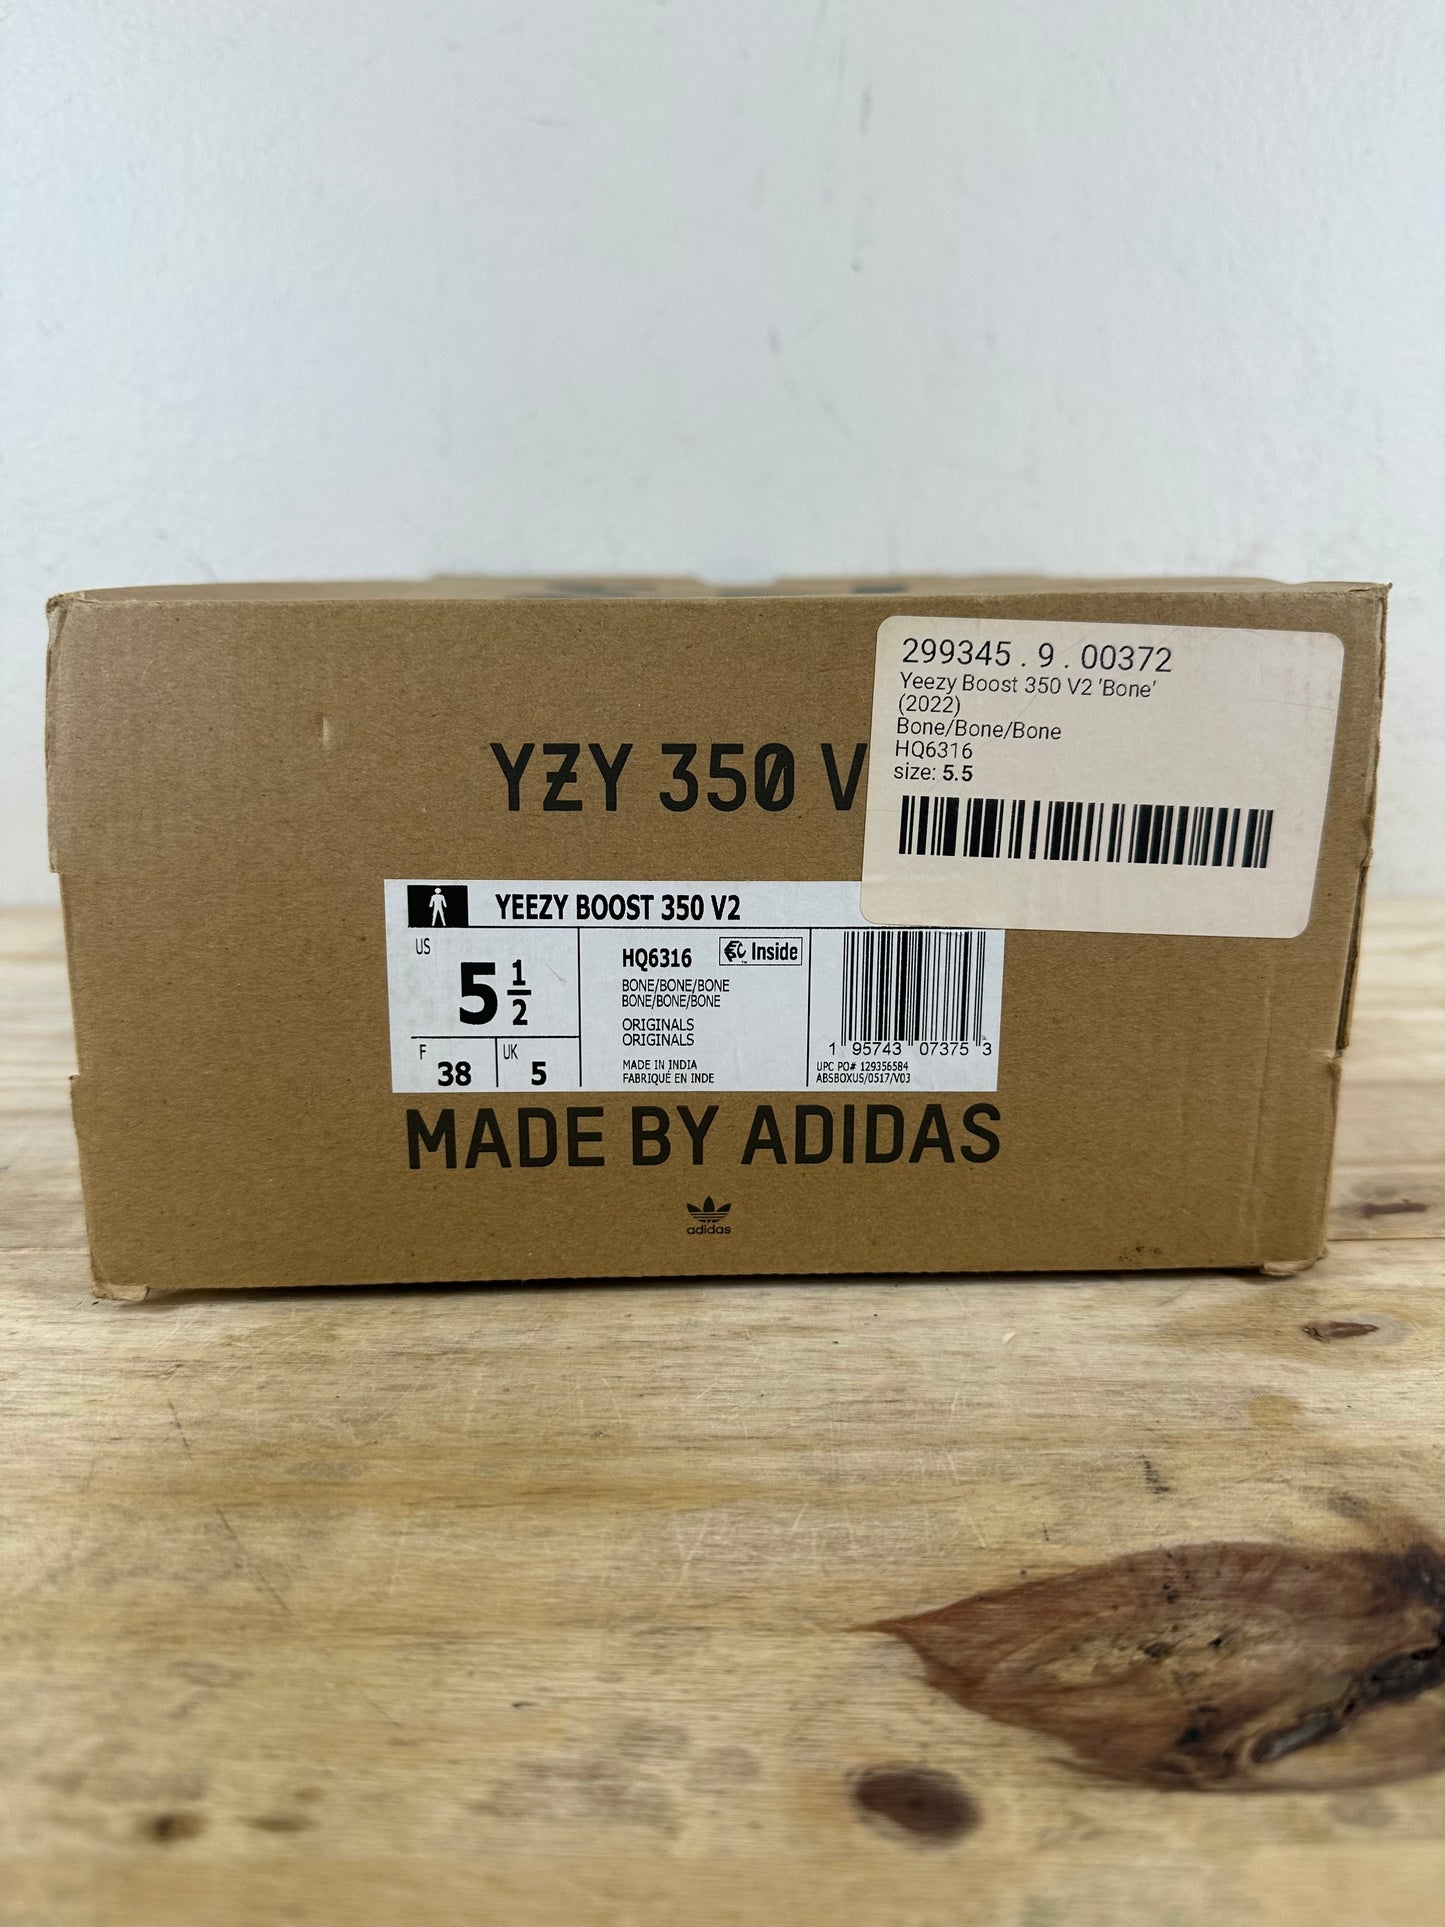 299345 . 9 . 00372
Yeezy Boost 350 V2 'Bone'
(2022)
Bone/Bone/Bone
HQ6316
size: 5.5
YZY 350 V
YEEZY BOOST 350 V2
US
5 1/2
F
38
UK
5
HQ6316
Inside
BONE/BONE/BONE
BONE/BONE/BONE
ORIGINALS
ORIGINALS
MADE IN INDIA
FABRIQUÉ EN INDE
1 95743 07375 3
UPC PO# 129356584
ABSBOXUS/0517/V03
MADE BY ADIDAS
adidas